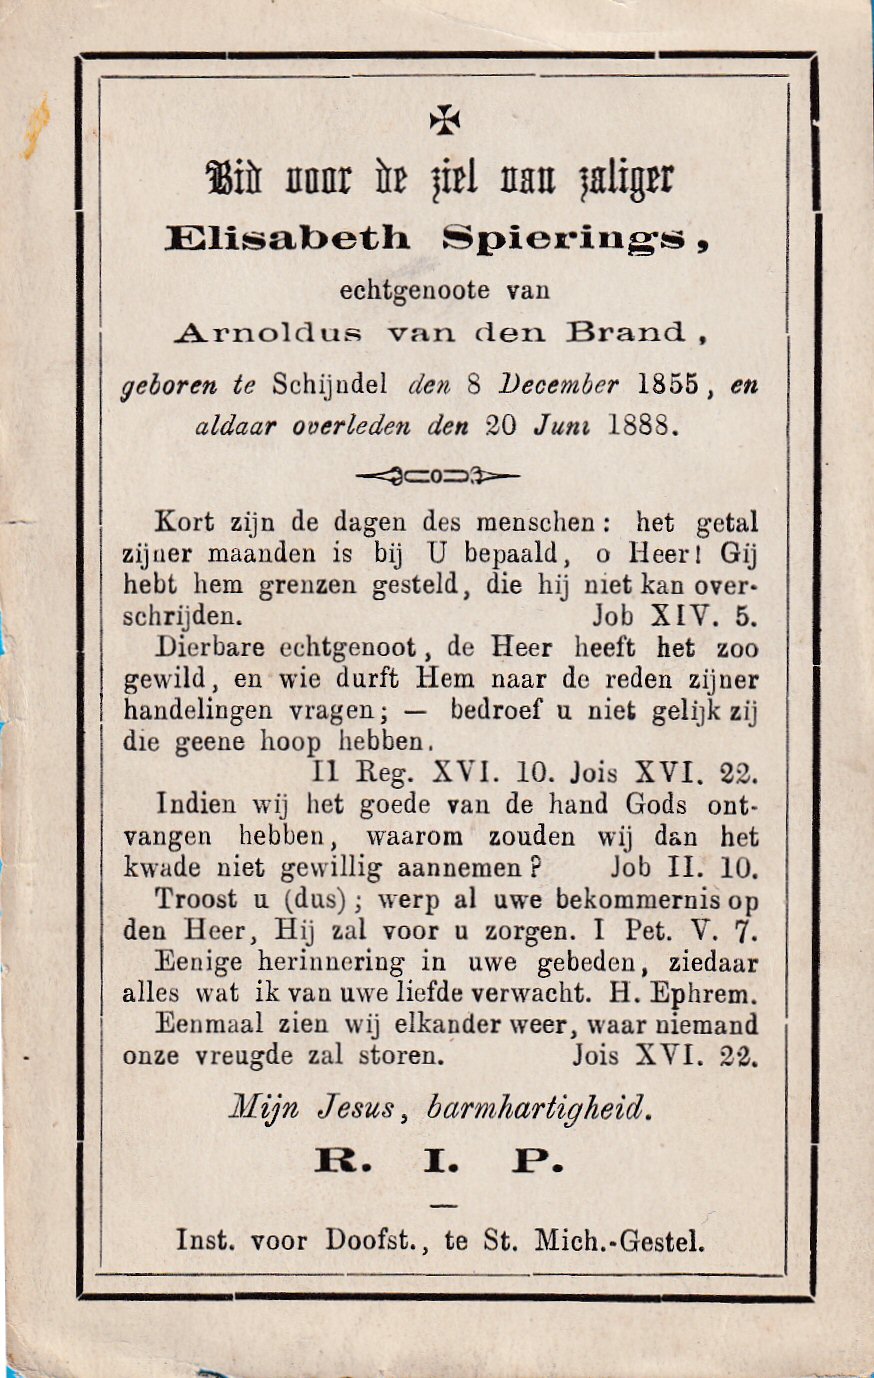 ✠
Bid voor de ziel van zaliger
Elisabeth Spierings,
echtgenoote van
Arnoldus van den Brand,
geboren te Schijndel den 8 December 1855, en
aldaar overleden den 20 Juni 1888.
Kort zijn de dagen des menschen: het getal
zijner maanden is bij U bepaald, o Heer! Gij
hebt hem grenzen gesteld, die hij niet kan over-
schrijden. Job XIV. 5.
Dierbare echtgenoot, de Heer heeft het zoo
gewild, en wie durft Hem naar de reden zijner
handelingen vragen; — bedroef u niet gelijk zij
die geene hoop hebben.
II Reg. XVI. 10. Jois XVI. 22.
Indien wij het goede van de hand Gods ont-
vangen hebben, waarom zouden wij dan het
kwade niet gewillig aannemen? Job II. 10.
Troost u (dus); werp al uwe bekommernis op
den Heer, Hij zal voor u zorgen. I Pet. V. 7.
Eenige herinnering in uwe gebeden, ziedaar
alles wat ik van uwe liefde verwacht. H. Ephrem.
Eenmaal zien wij elkander weer, waar niemand
onze vreugde zal storen. Jois XVI. 22.
Mijn Jesus, barmhartigheid.
R. I. P.
Inst. voor Doofst., te St. Mich.-Gestel.